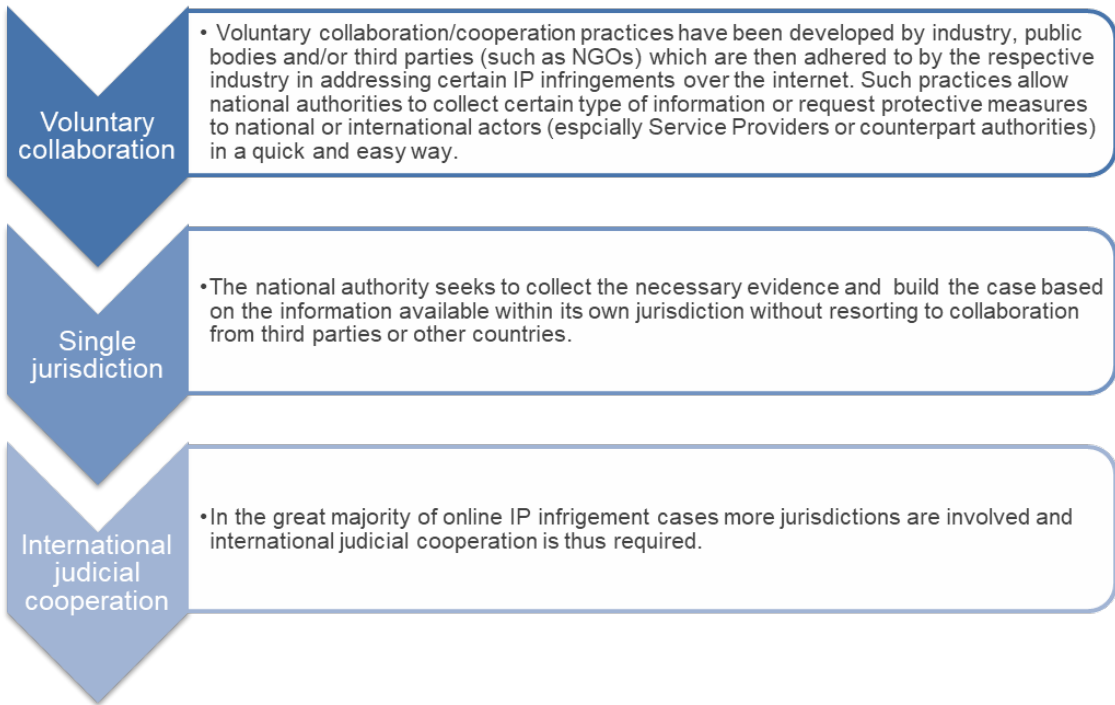 Voluntary
collaboration
• Voluntary collaboration/cooperation practices have been developed by industry, public
bodies and/or third parties (such as NGOs) which are then adhered to by the respective
industry in addressing certain IP infringements over the internet. Such practices allow
national authorities to collect certain type of information or request protective measures
to national or international actors (espcially Service Providers or counterpart authorities)
in a quick and easy way.
Single
jurisdiction
•The national authority seeks to collect the necessary evidence and build the case based
on the information available within its own jurisdiction without resorting to collaboration
from third parties or other countries.
International
judicial
cooperation
•In the great majority of online IP infrigement cases more jurisdictions are involved and
international judicial cooperation is thus required.